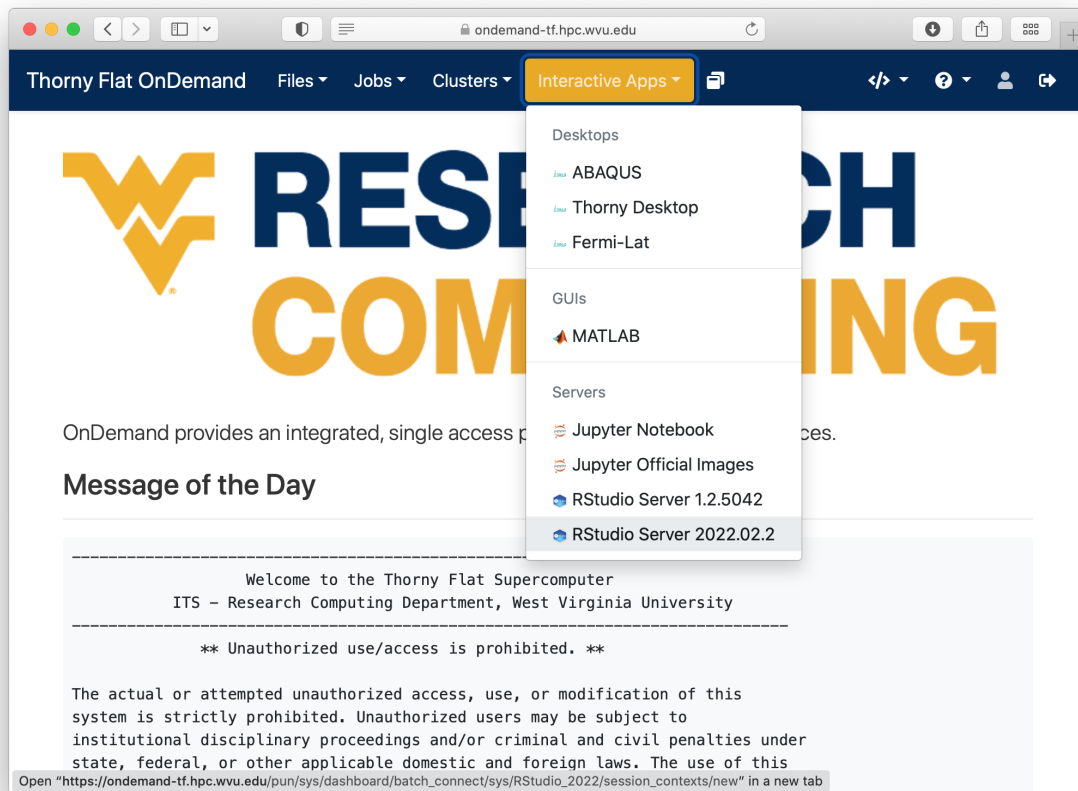 ondemand-tf.hpc.wvu.edu
Thorny Flat OnDemand Files Jobs Clusters Interactive Apps
Desktops
ABAQUS
Thorny Desktop
Fermi-Lat
GUIs
MATLAB
Servers
Jupyter Notebook
Jupyter Official Images
RStudio Server 1.2.5042
RStudio Server 2022.02.2
WV
RESE CH
COM ING
OnDemand provides an integrated, single access p ces.
Message of the Day
--------------------------------------------------
Welcome to the Thorny Flat Supercomputer
ITS - Research Computing Department, West Virginia University
------------------------------------------------------------------------------
** Unauthorized use/access is prohibited. **
The actual or attempted unauthorized access, use, or modification of this
system is strictly prohibited. Unauthorized users may be subject to
institutional disciplinary proceedings and/or criminal and civil penalties under
state, federal, or other applicable domestic and foreign laws. The use of this
Open “https://ondemand-tf.hpc.wvu.edu/pun/sys/dashboard/batch_connect/sys/RStudio_2022/session_contexts/new” in a new tab